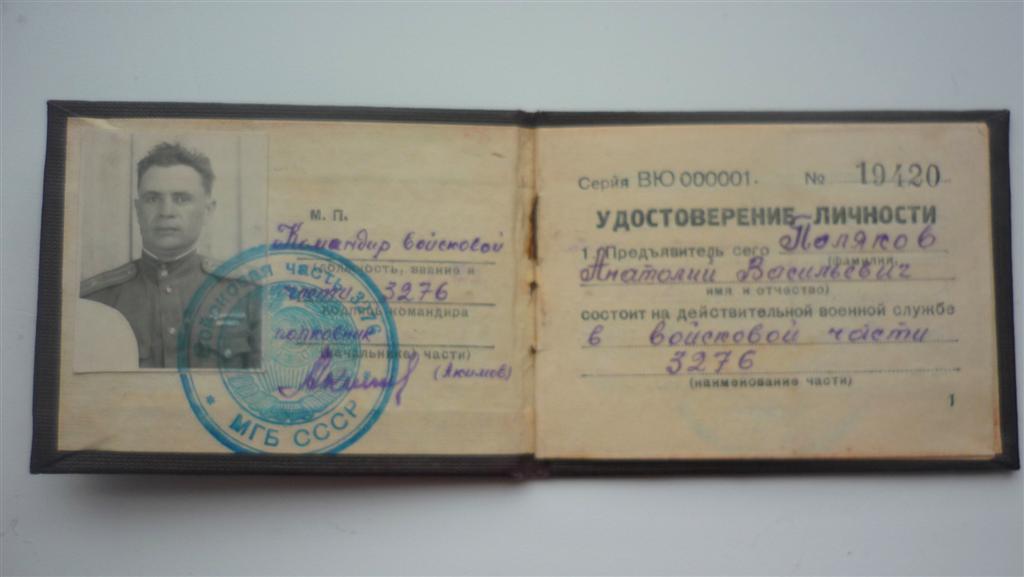 М. П.
Командир войсковой
(должность, звание и
части 3276
подпись командира
полковник
(начальника) части)
(Якимов)
войсковая часть 3276
* МГБ СССР *
Серия ВЮ 000001. № 19420
УДОСТОВЕРЕНИЕ ЛИЧНОСТИ
1. Предъявитель сего Поляков
(фамилия,
Анатолий Васильевич
имя и отчество)
состоит на действительной военной службе
в войсковой части
3276
(наименование части)
1